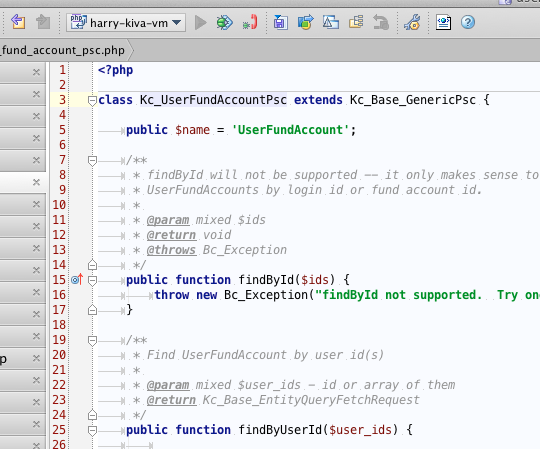 php harry-kiva-vm
_fund_account_psc.php
1 <?php
2
3 class Kc_UserFundAccountPsc extends Kc_Base_GenericPsc {
4
5 public $name = 'UserFundAccount';
6
7 /**
8 * findById will not be supported -- it only makes sense to
9 * UserFundAccounts by login id or fund account id.
10 *
11 * @param mixed $ids
12 * @return void
13 * @throws Bc_Exception
14 */
15 public function findById($ids) {
16 throw new Bc_Exception("findById not supported.  Try on
17 }
18
19 /**
20 * Find UserFundAccount by user id(s)
21 *
22 * @param mixed $user_ids - id or array of them
23 * @return Kc_Base_EntityQueryFetchRequest
24 */
25 public function findByUserId($user_ids) {
26
p